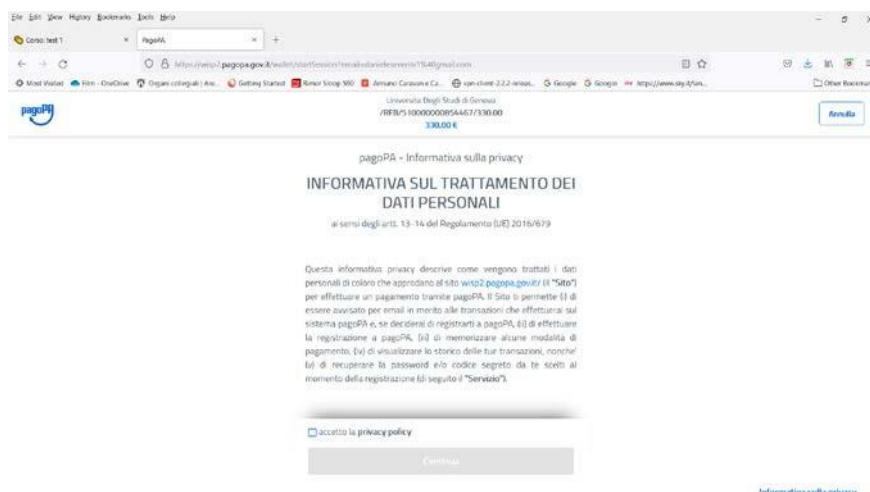 File Edit View History Bookmarks Tools Help
Corso: test 1
PagoPA
Most Visited Film - OneDrive Getting Started Google Google
Università Degli Studi di Genova
330.00 €
pagoPA
Annulla
pagoPA - Informativa sulla privacy
INFORMATIVA SUL TRATTAMENTO DEI
DATI PERSONALI
ai sensi degli artt. 13-14 del Regolamento (UE) 2016/679
Questa informativa privacy descrive come vengono trattati i dati
personali di coloro che approdano al sito wisp2.pagopa.gov.it/ (il "Sito")
per effettuare un pagamento tramite pagoPA. Il Sito ti permette (i) di
essere avvisato per email in merito alle transazioni che effettuerai sul
sistema pagoPA e, se deciderai di registrarti a pagoPA, (ii) di effettuare
la registrazione a pagoPA, (iii) di memorizzare alcune modalità di
pagamento, (iv) di visualizzare lo storico delle tue transazioni, nonche'
(v) di recuperare la password e/o codice segreto da te scelti al
momento della registrazione (di seguito il "Servizio").
accetto la privacy policy
Continua
Informativa sulla privacy